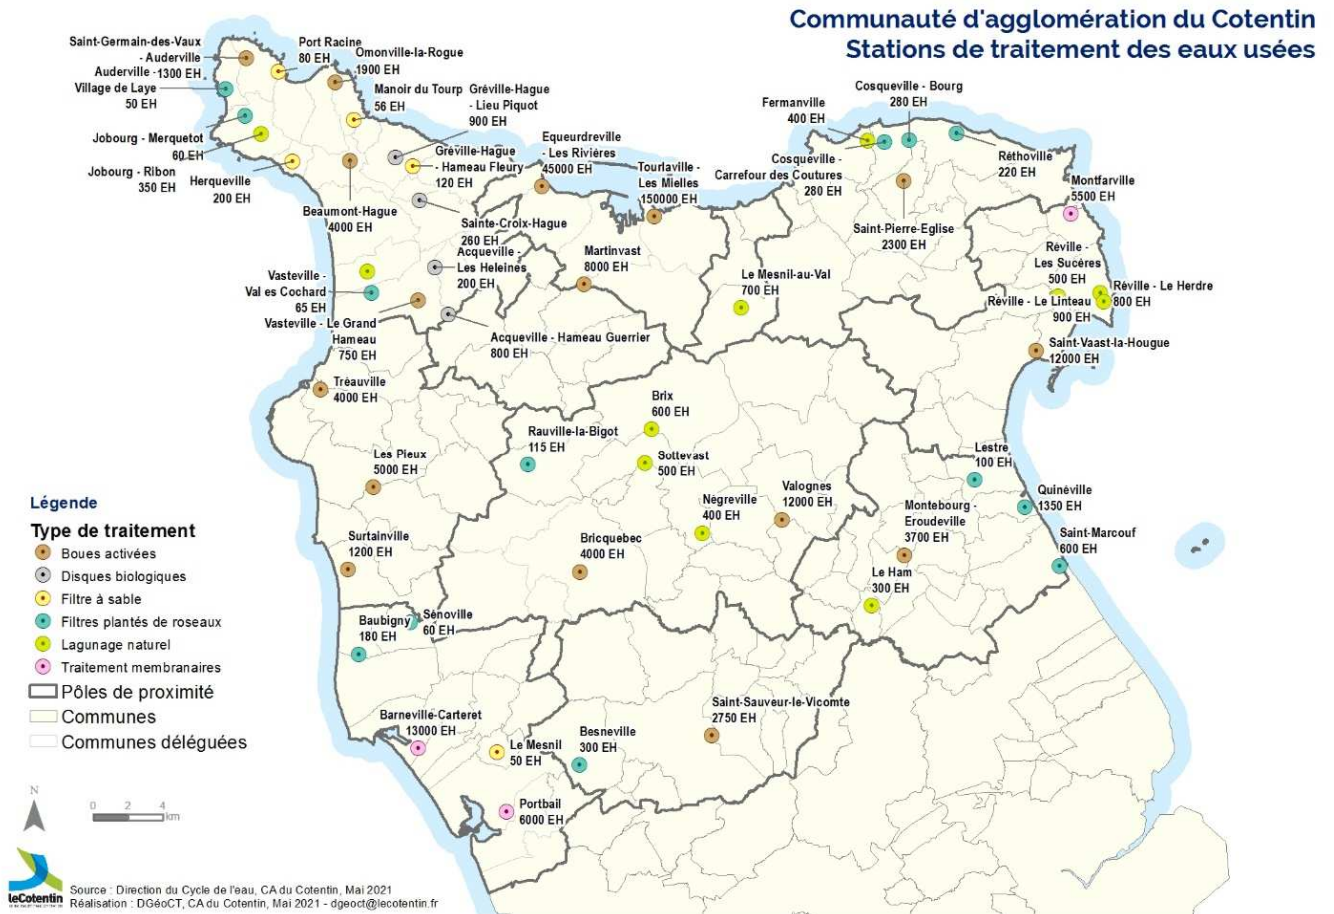 Communauté d'agglomération du Cotentin
Stations de traitement des eaux usées
Saint-Germain-des-Vaux
- Auderville
1300 EH
Port Racine
80 EH
Omonville-la-Rogue
1900 EH
Auderville -
Village de Laye
50 EH
Manoir du Tourp
56 EH
Gréville-Hague
- Lieu Piquot
900 EH
Jobourg - Merquetot
60 EH
Jobourg - Ribon
350 EH
Herqueville
200 EH
Gréville-Hague
- Hameau Fleury
120 EH
Equeurdreville
- Les Rivières
45000 EH
Tourlaville -
Les Mielles
150000 EH
Fermanville
400 EH
Cosqueville - Bourg
280 EH
Cosqueville -
Carrefour des Coutures
280 EH
Réthoville
220 EH
Montfarville
5500 EH
Beaumont-Hague
4000 EH
Sainte-Croix-Hague
260 EH
Saint-Pierre-Eglise
2300 EH
Acqueville -
Les Heleines
200 EH
Martinvast
8000 EH
Le Mesnil-au-Val
700 EH
Réville -
Les Sucéres
500 EH
Réville - Le Herdre
800 EH
Réville - Le Linteau
900 EH
Vasteville -
Val es Cochard
65 EH
Vasteville - Le Grand
Hameau
750 EH
Acqueville - Hameau Guerrier
800 EH
Saint-Vaast-la-Hougue
12000 EH
Tréauville
4000 EH
Brix
600 EH
Rauville-la-Bigot
115 EH
Sottevast
500 EH
Les Pieux
5000 EH
Lestre
100 EH
Négreville
400 EH
Valognes
12000 EH
Quinéville
1350 EH
Montebourg -
Eroudeville
3700 EH
Surtainville
1200 EH
Bricquebec
4000 EH
Saint-Marcouf
600 EH
Le Ham
300 EH
Baubigny
180 EH
Sénoville
60 EH
Barneville-Carteret
13000 EH
Le Mesnil
50 EH
Besneville
300 EH
Saint-Sauveur-le-Vicomte
2750 EH
Portbail
6000 EH
Légende
Type de traitement
Boues activées
Disques biologiques
Filtre à sable
Filtres plantés de roseaux
Lagunage naturel
Traitement membranaires
Pôles de proximité
Communes
Communes déléguées
N
0 2 4
km
leCotentin
Source : Direction du Cycle de l'eau, CA du Cotentin, Mai 2021
Réalisation : DGéoCT, CA du Cotentin, Mai 2021 - dgeoct@lecotentin.fr